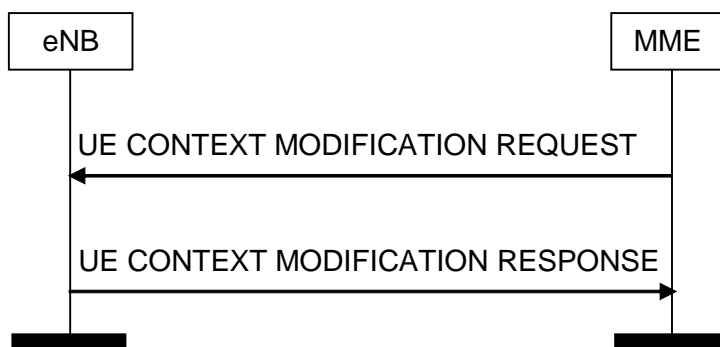 eNB
MME
UE CONTEXT MODIFICATION REQUEST
UE CONTEXT MODIFICATION RESPONSE